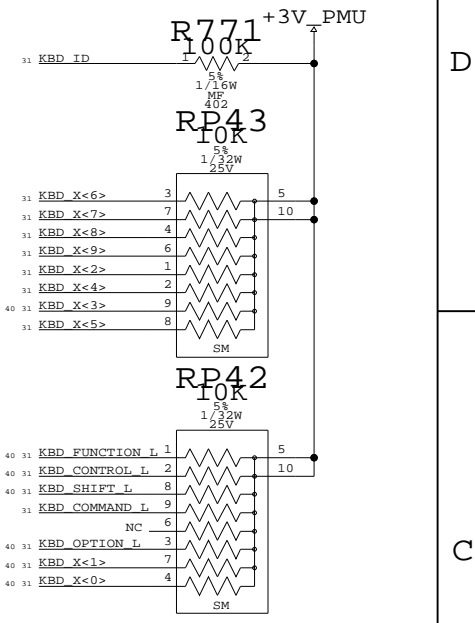 +3V_PMU
R771
100K
31 KBD_ID 1 2
5%
1/16W
MF
402
D
RP43
10K
5%
1/32W
25V
31 KBD_X<6> 3 5
31 KBD_X<7> 7 10
31 KBD_X<8> 4
31 KBD_X<9> 6
31 KBD_X<2> 1
31 KBD_X<4> 2
40 31 KBD_X<3> 9
31 KBD_X<5> 8
SM
RP42
10K
5%
1/32W
25V
40 31 KBD_FUNCTION_L 1 5
40 31 KBD_CONTROL_L 2 10
40 31 KBD_SHIFT_L 8
31 KBD_COMMAND_L 9
NC 6
40 31 KBD_OPTION_L 3
C
40 31 KBD_X<1> 7
40 31 KBD_X<0> 4
SM